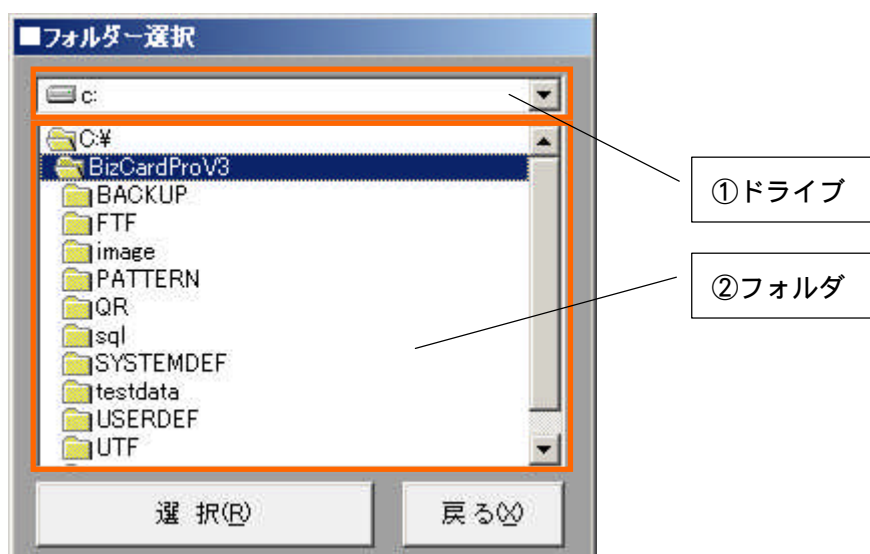 ■フォルダー選択
c:
C:¥
BizCardProV3
BACKUP
FTF
image
PATTERN
QR
sql
SYSTEMDEF
testdata
USERDEF
UTF
選 択(R)
戻 る(X)
①ドライブ
②フォルダ